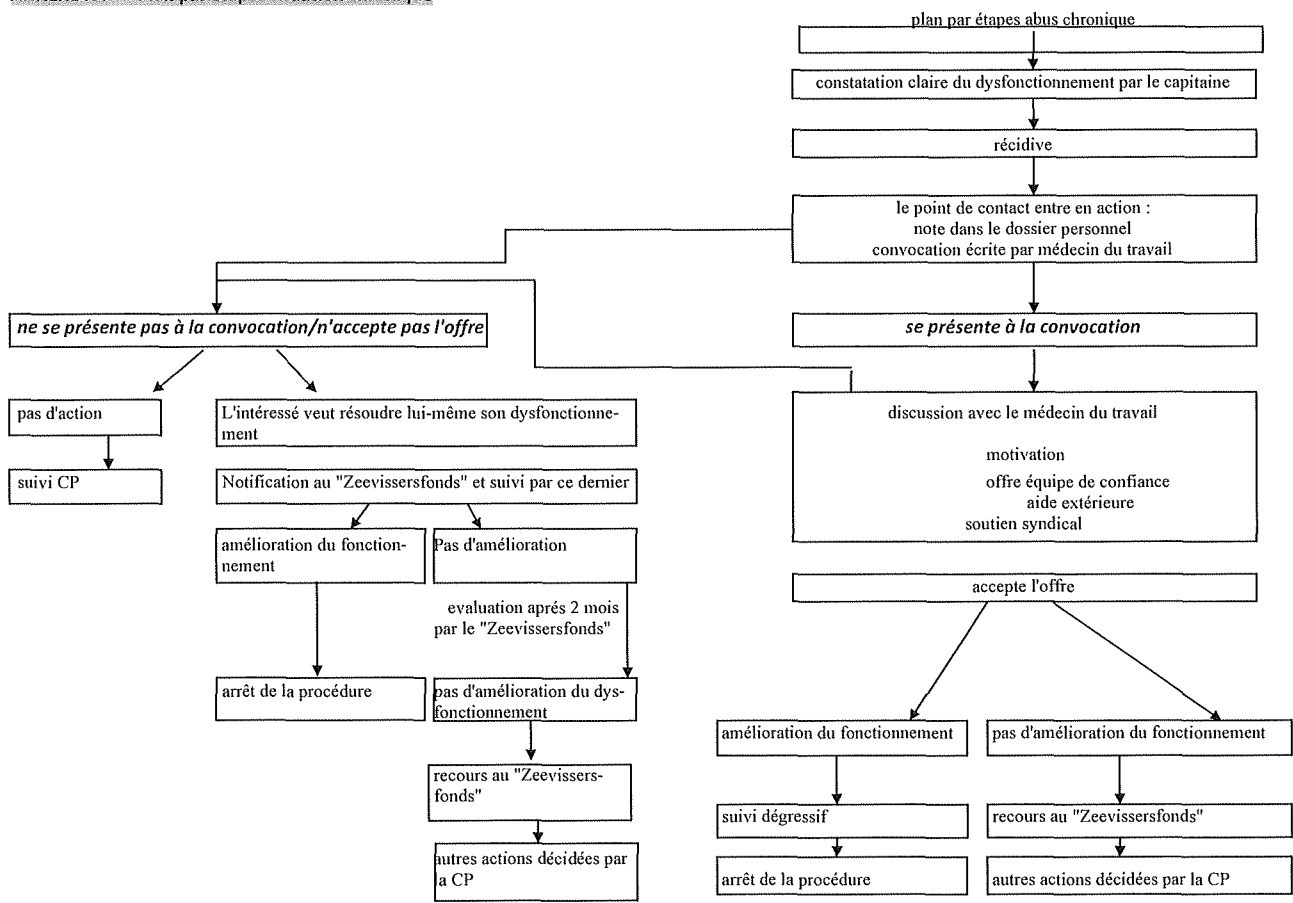 plan par étapes abus chronique
constatation claire du dysfonctionnement par le capitaine
récidive
le point de contact entre en action :
note dans le dossier personnel
convocation écrite par médecin du travail
ne se présente pas à la convocation/n'accepte pas l'offre
se présente à la convocation
pas d'action
suivi CP
L'intéressé veut résoudre lui-même son dysfonctionne-
ment
Notification au "Zeevissersfonds" et suivi par ce dernier
amélioration du fonction-
nement
Pas d'amélioration
evaluation aprés 2 mois
par le "Zeevissersfonds"
arrêt de la procédure
pas d'amélioration du dys-
fonctionnement
recours au "Zeevissers-
fonds"
autres actions décidées par
la CP
discussion avec le médecin du travail
motivation
offre équipe de confiance
aide extérieure
soutien syndical
accepte l'offre
amélioration du fonctionnement
suivi dégressif
arrêt de la procédure
pas d'amélioration du fonctionnement
recours au "Zeevissersfonds"
autres actions décidées par la CP